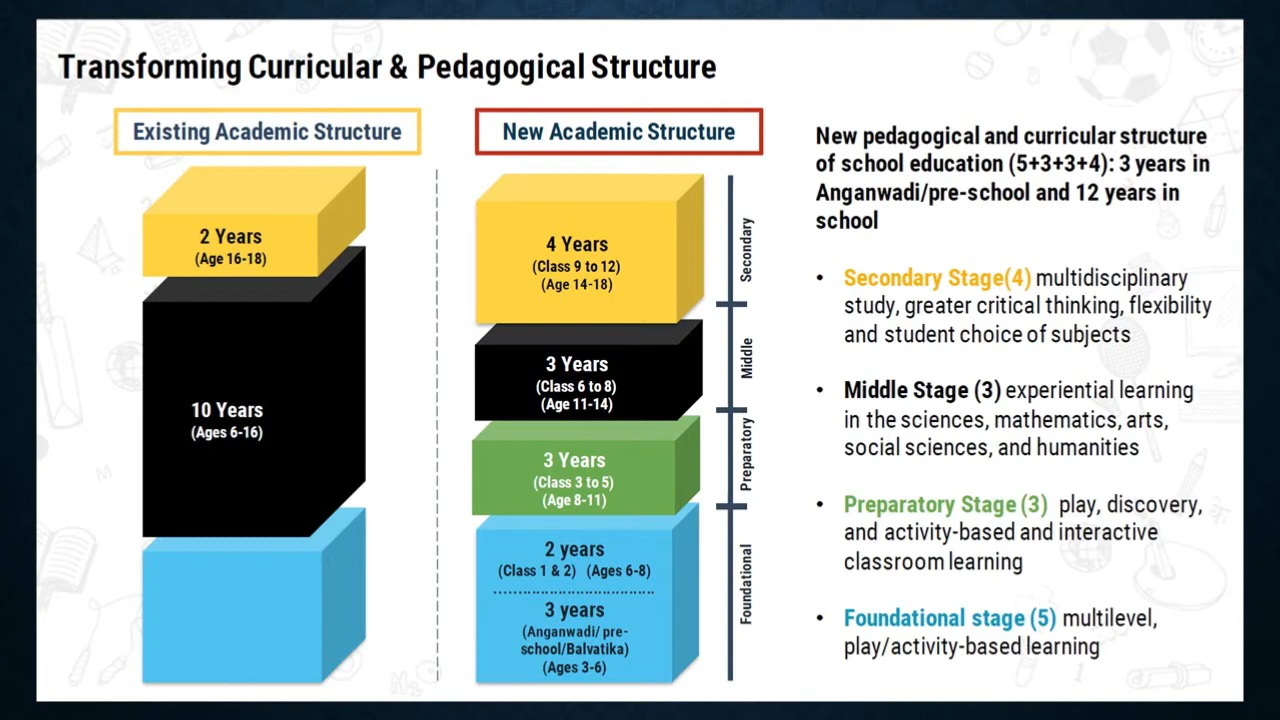 Transforming Curricular & Pedagogical Structure
Existing Academic Structure
2 Years
(Age 16-18)
10 Years
(Ages 6-16)
New Academic Structure
4 Years
(Class 9 to 12)
(Age 14-18)
3 Years
(Class 6 to 8)
(Age 11-14)
3 Years
(Class 3 to 5)
(Age 8-11)
2 years
(Class 1 & 2) (Ages 6-8)
3 years
(Anganwadi/ pre-
school/Balvatika)
(Ages 3-6)
Secondary
Middle
Preparatory
Foundational
New pedagogical and curricular structure
of school education (5+3+3+4): 3 years in
Anganwadi/pre-school and 12 years in
school
• Secondary Stage(4) multidisciplinary
study, greater critical thinking, flexibility
and student choice of subjects
• Middle Stage (3) experiential learning
in the sciences, mathematics, arts,
social sciences, and humanities
• Preparatory Stage (3) play, discovery,
and activity-based and interactive
classroom learning
• Foundational stage (5) multilevel,
play/activity-based learning